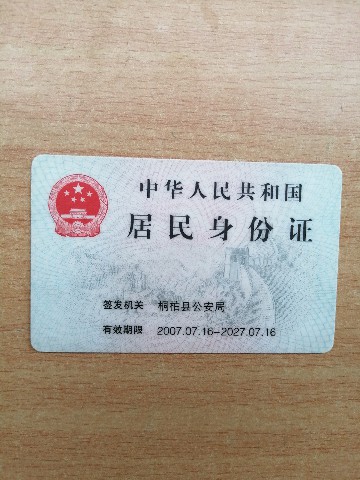 中华人民共和国
居民身份证
签发机关 桐柏县公安局
有效期限 2007.07.16-2027.07.16